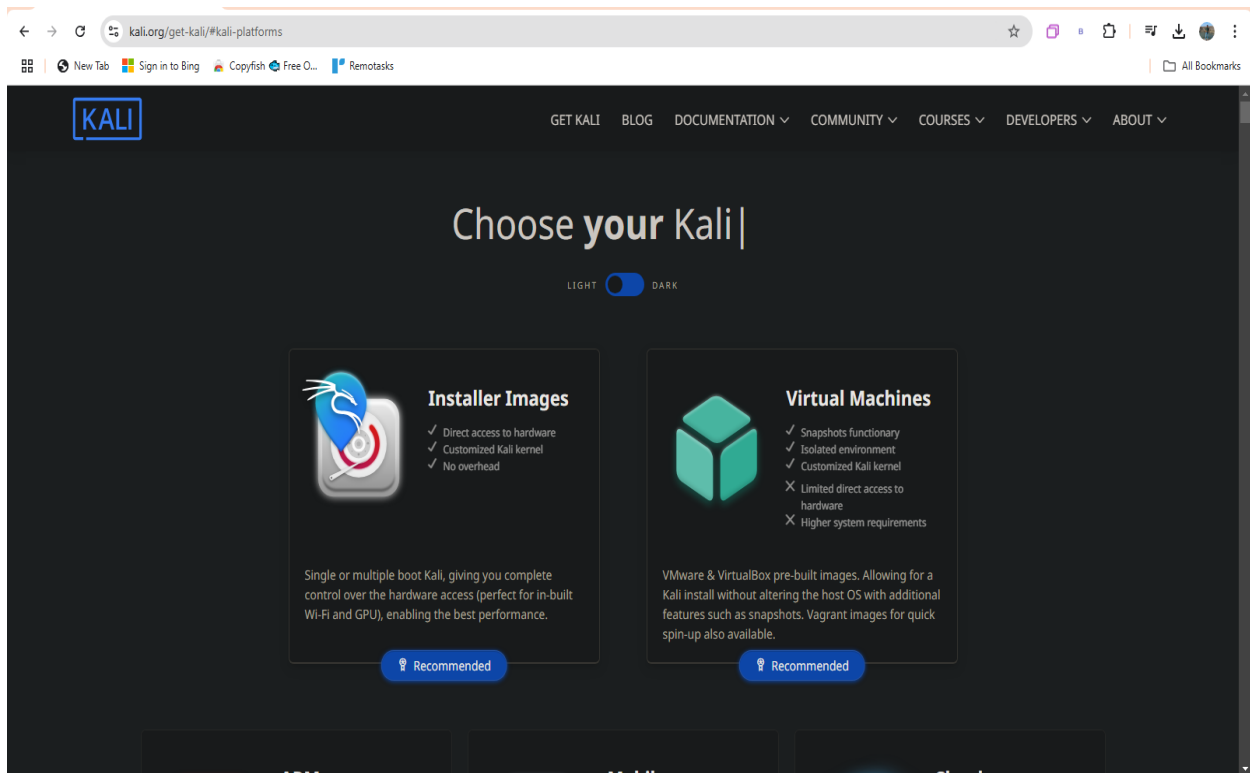 kali.org/get-kali/#kali-platforms
B
New Tab Sign in to Bing Copyfish Free O... Remotasks All Bookmarks
KALI GET KALI BLOG DOCUMENTATION COMMUNITY COURSES DEVELOPERS ABOUT
Choose your Kali|
LIGHT DARK
Installer Images
Direct access to hardware
Customized Kali kernel
No overhead
Single or multiple boot Kali, giving you complete
control over the hardware access (perfect for in-built
Wi-Fi and GPU), enabling the best performance.
Recommended
Virtual Machines
Snapshots functionary
Isolated environment
Customized Kali kernel
Limited direct access to
hardware
Higher system requirements
VMware & VirtualBox pre-built images. Allowing for a
Kali install without altering the host OS with additional
features such as snapshots. Vagrant images for quick
spin-up also available.
Recommended